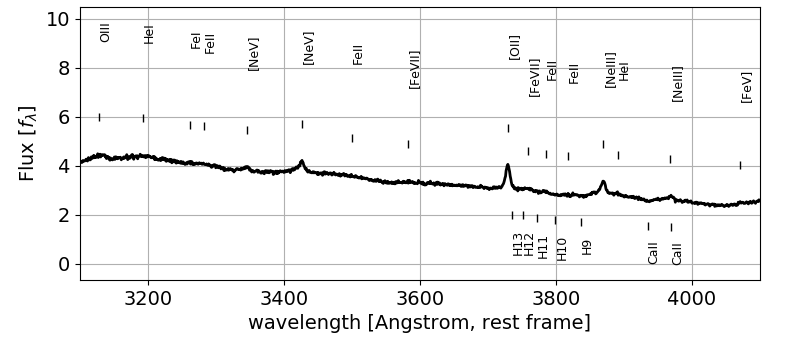 OIII
HeI
FeI
FeII
[NeV]
[NeV]
FeII
[FeVII]
[OII]
[FeVII]
FeII
FeII
[NeIII]
HeI
[NeIII]
[FeV]
10
8
6
4
2
0
Flux [fλ]
H13
H12
H11
H10
H9
CaII
CaII
3200
3400
3600
3800
4000
wavelength [Angstrom, rest frame]